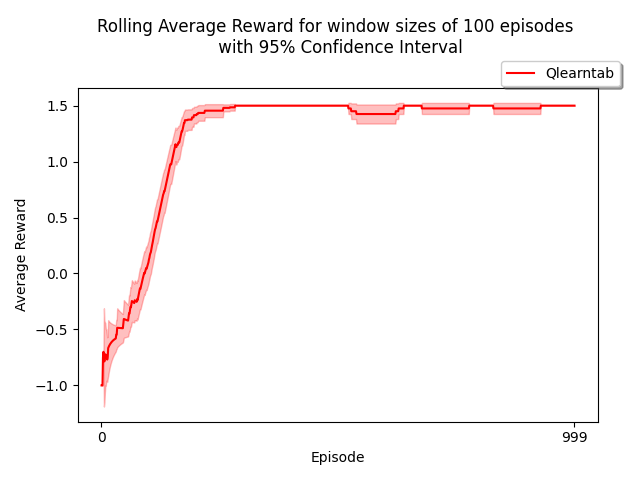 Rolling Average Reward for window sizes of 100 episodes
with 95% Confidence Interval
Qlearntab
1.5
1.0
0.5
0.0
−0.5
−1.0
Average Reward
0
999
Episode